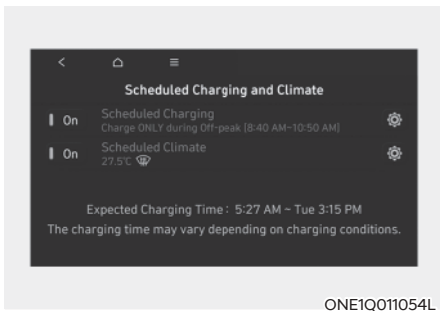 Scheduled Charging and Climate
On
Scheduled Charging
Charge ONLY during Off-peak [8:40 AM~10:50 AM]
On
Scheduled Climate
27.5°C
Expected Charging Time : 5:27 AM ~ Tue 3:15 PM
The charging time may vary depending on charging conditions.
ONE1Q011054L